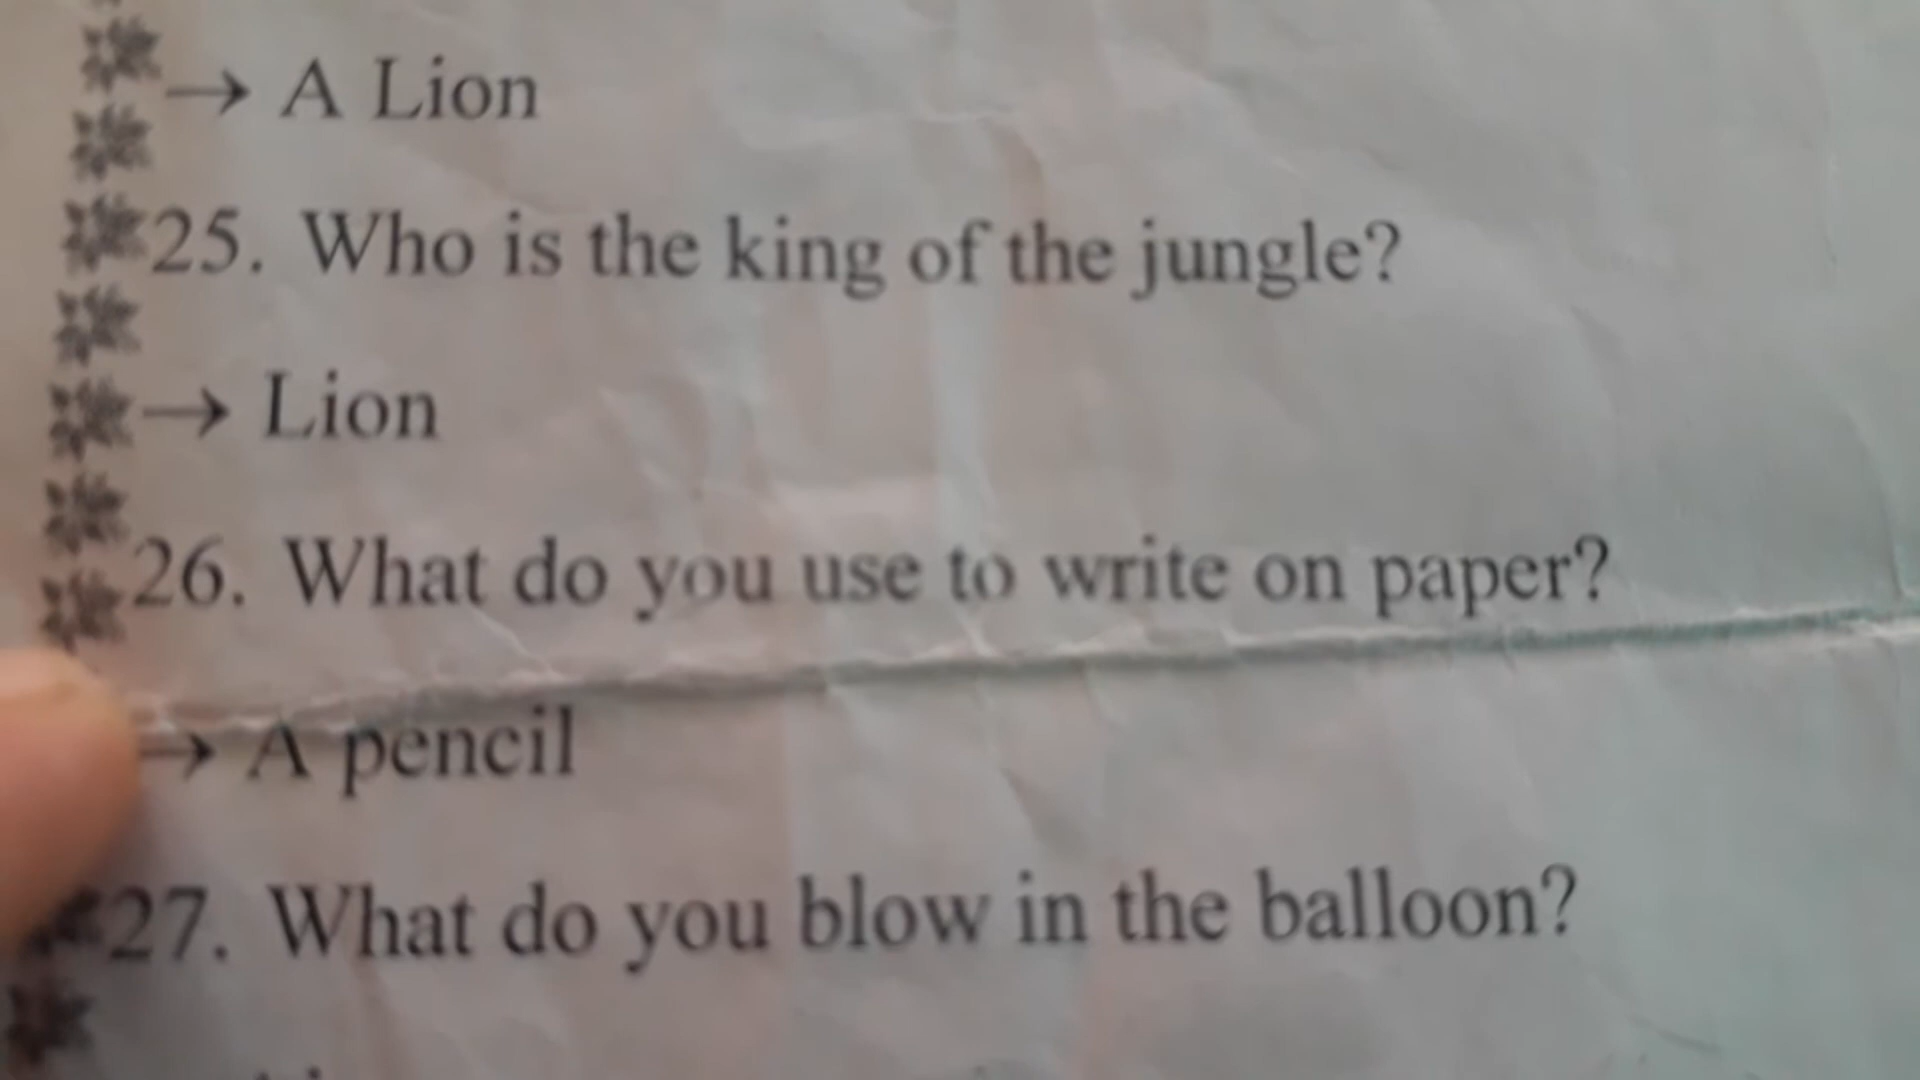 → A Lion
25. Who is the king of the jungle?
→ Lion
26. What do you use to write on paper?
→ A pencil
27. What do you blow in the balloon?